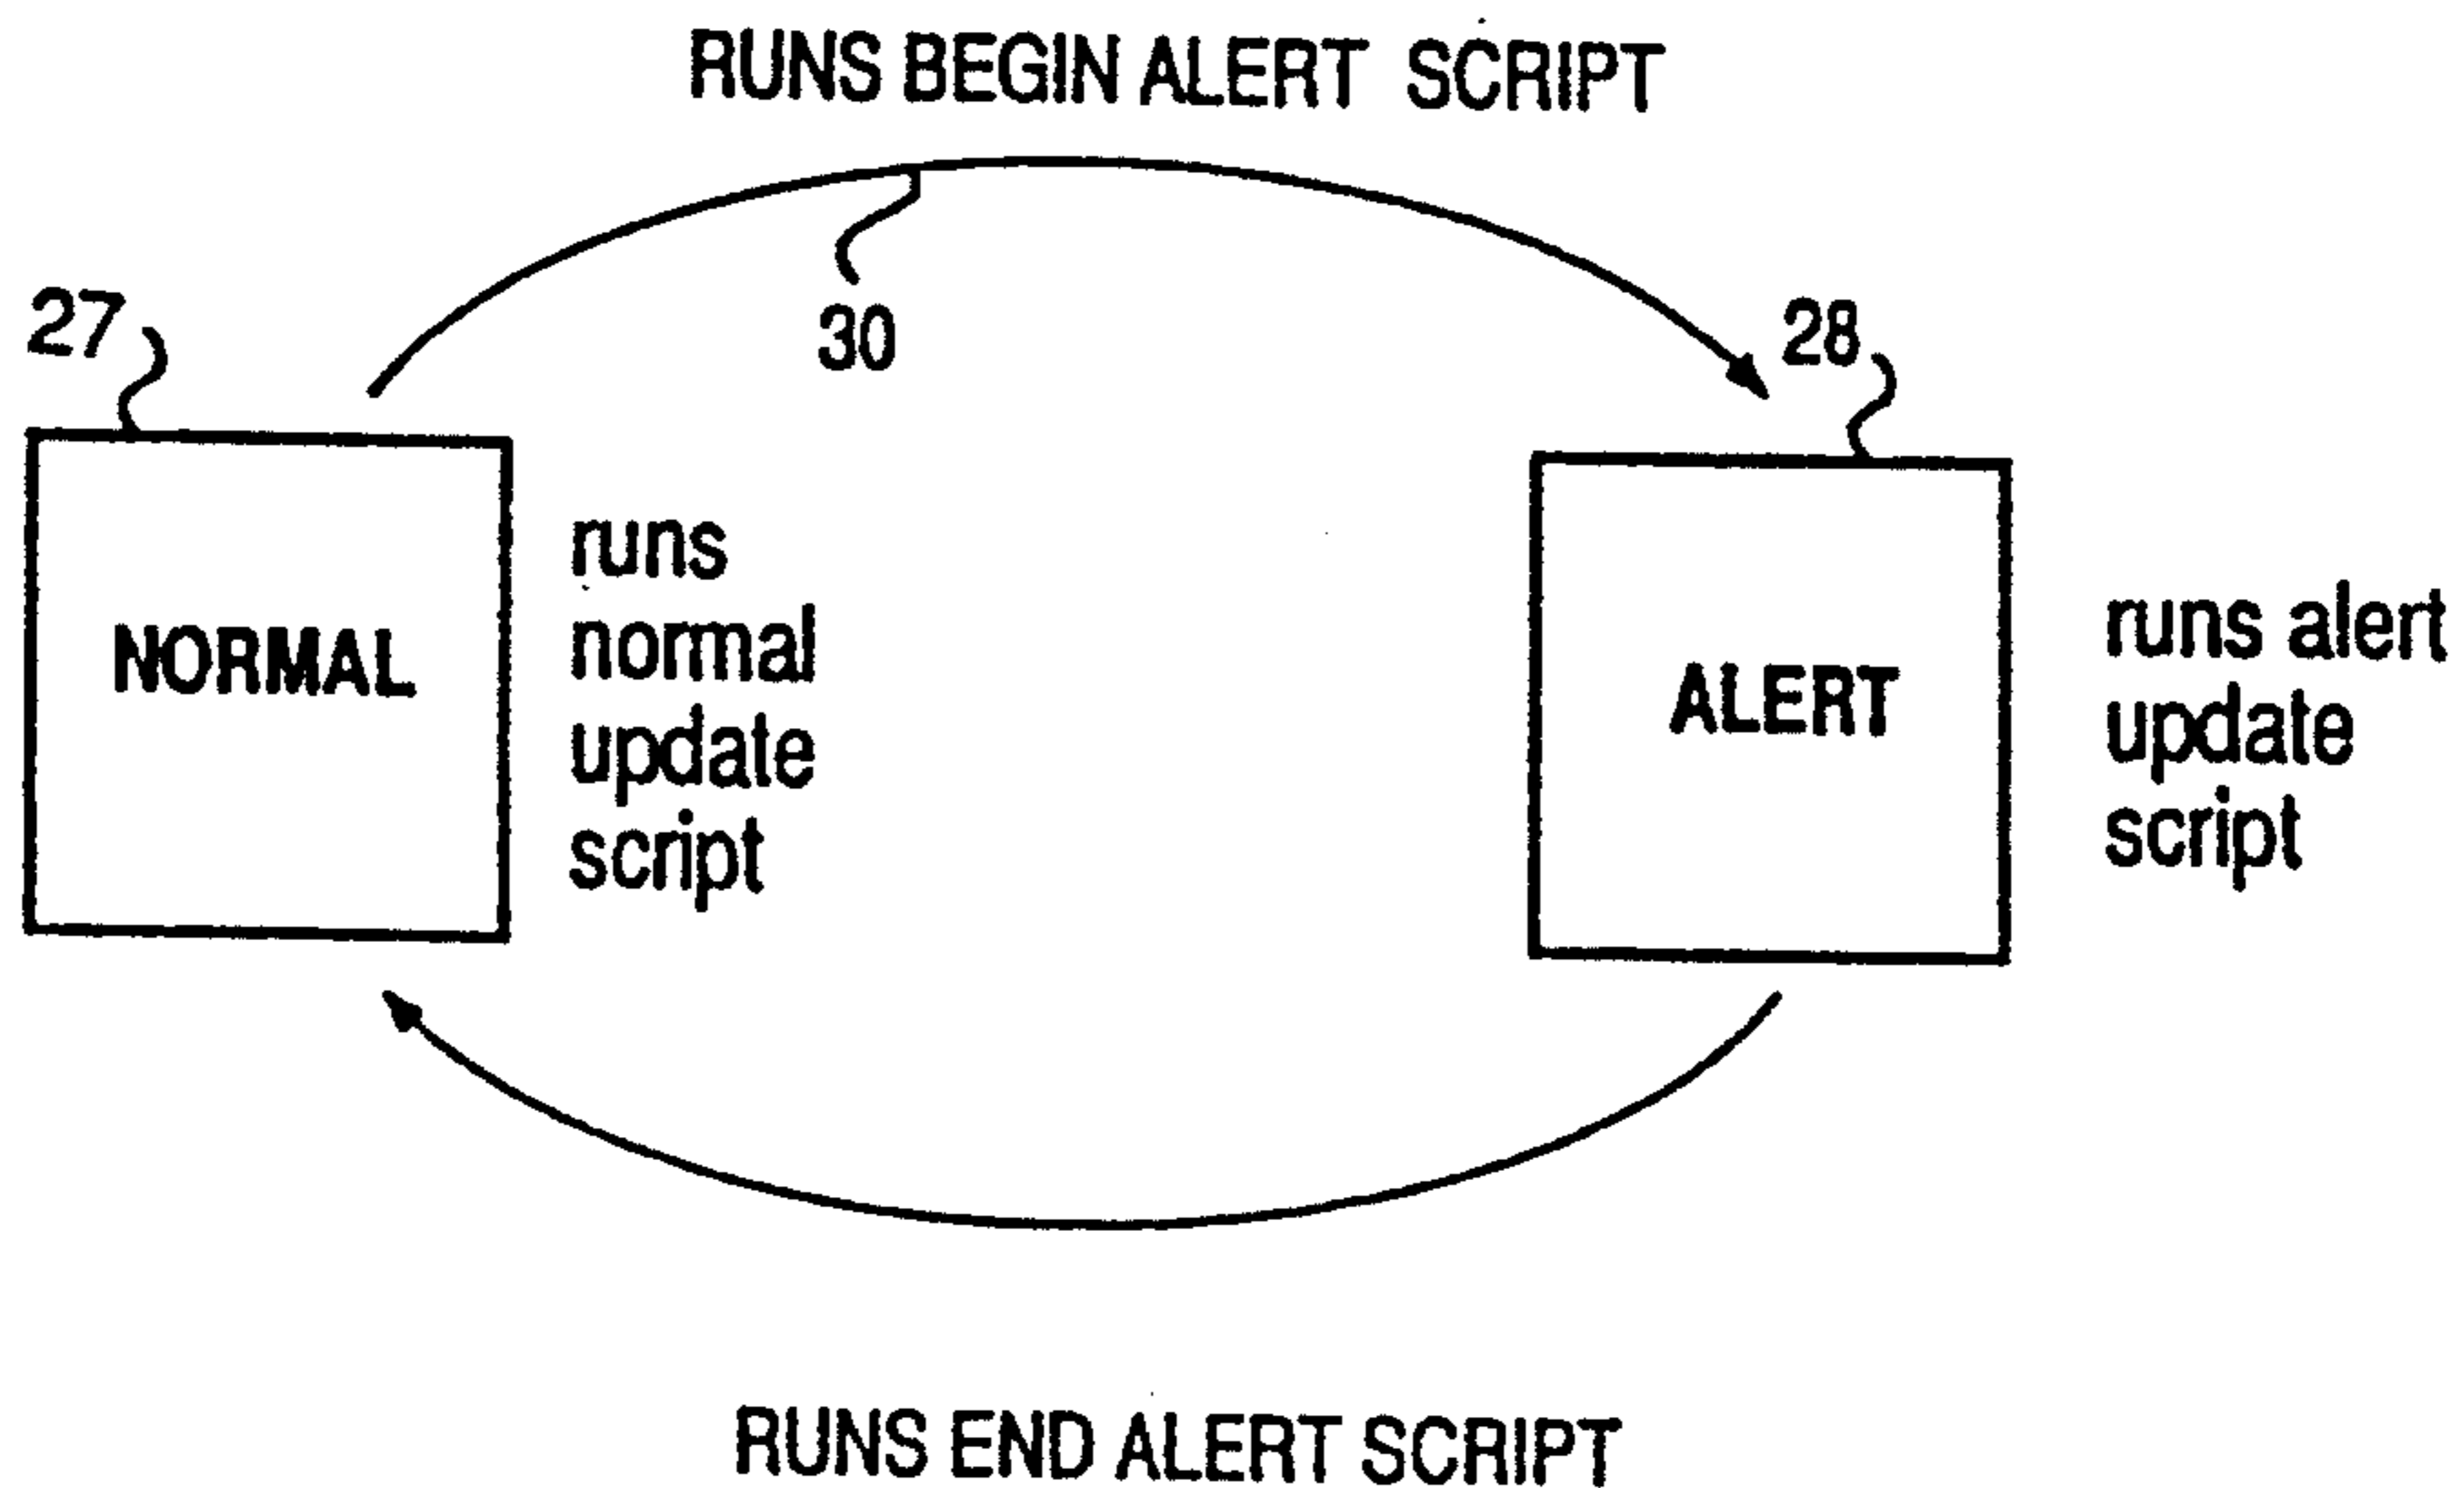 RUNS BEGIN ALERT SCRIPT
27
30
28
NORMAL
runs
normal
update
script
ALERT
runs alert
update
script
RUNS END ALERT SCRIPT